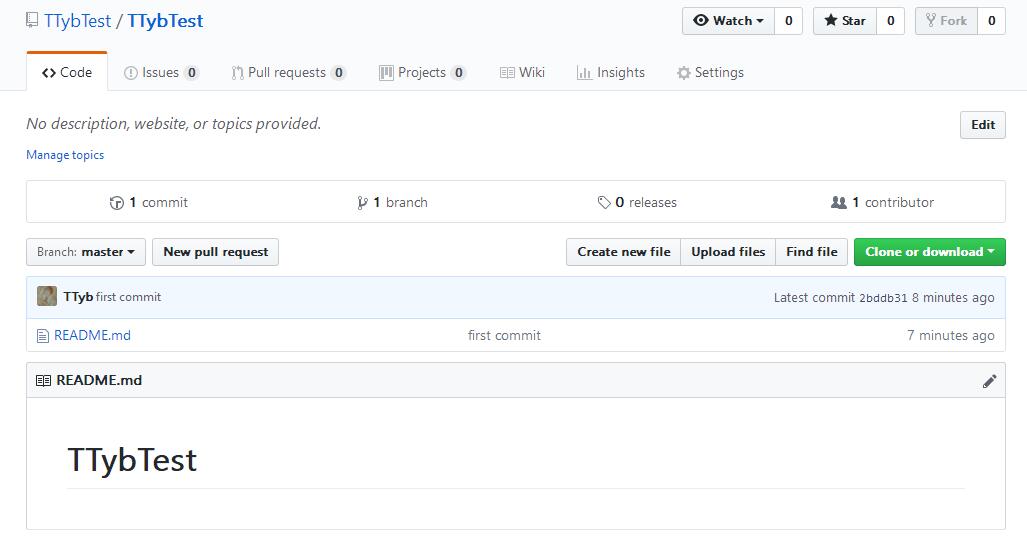 TTybTest / TTybTest Watch 0 Star 0 Fork 0
Code Issues 0 Pull requests 0 Projects 0 Wiki Insights Settings
No description, website, or topics provided. Edit
Manage topics
1 commit 1 branch 0 releases 1 contributor
Branch: master New pull request Create new file Upload files Find file Clone or download
TTyb first commit Latest commit 2bddb31 8 minutes ago
README.md first commit 7 minutes ago
README.md
TTybTest